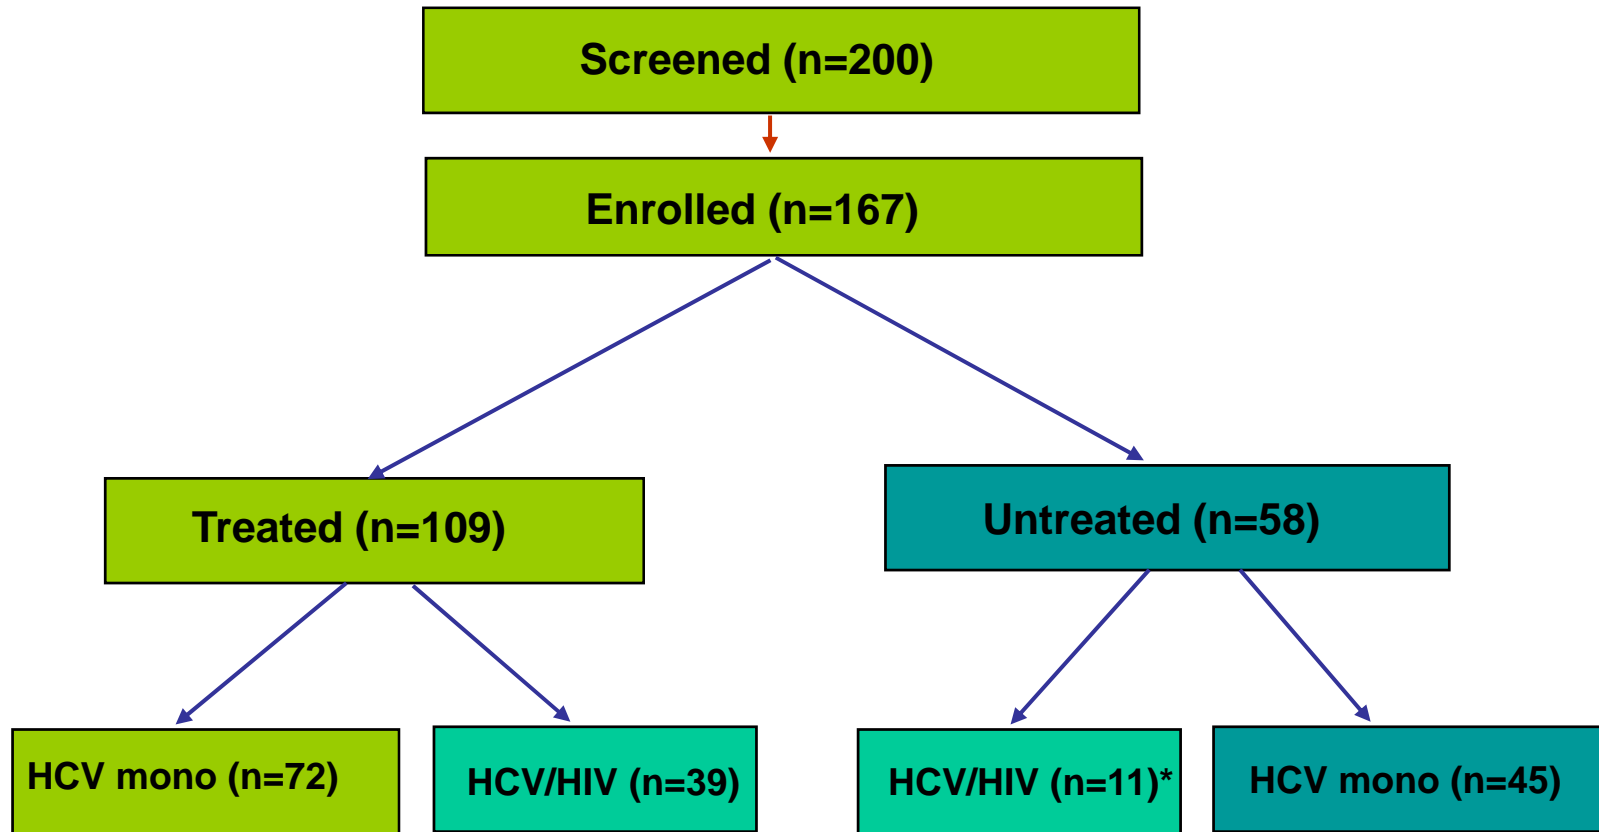 Screened (n=200)
Enrolled (n=167)
Treated (n=109)
Untreated (n=58)
HCV mono (n=72)
HCV/HIV (n=39)
HCV/HIV (n=11)*
HCV mono (n=45)